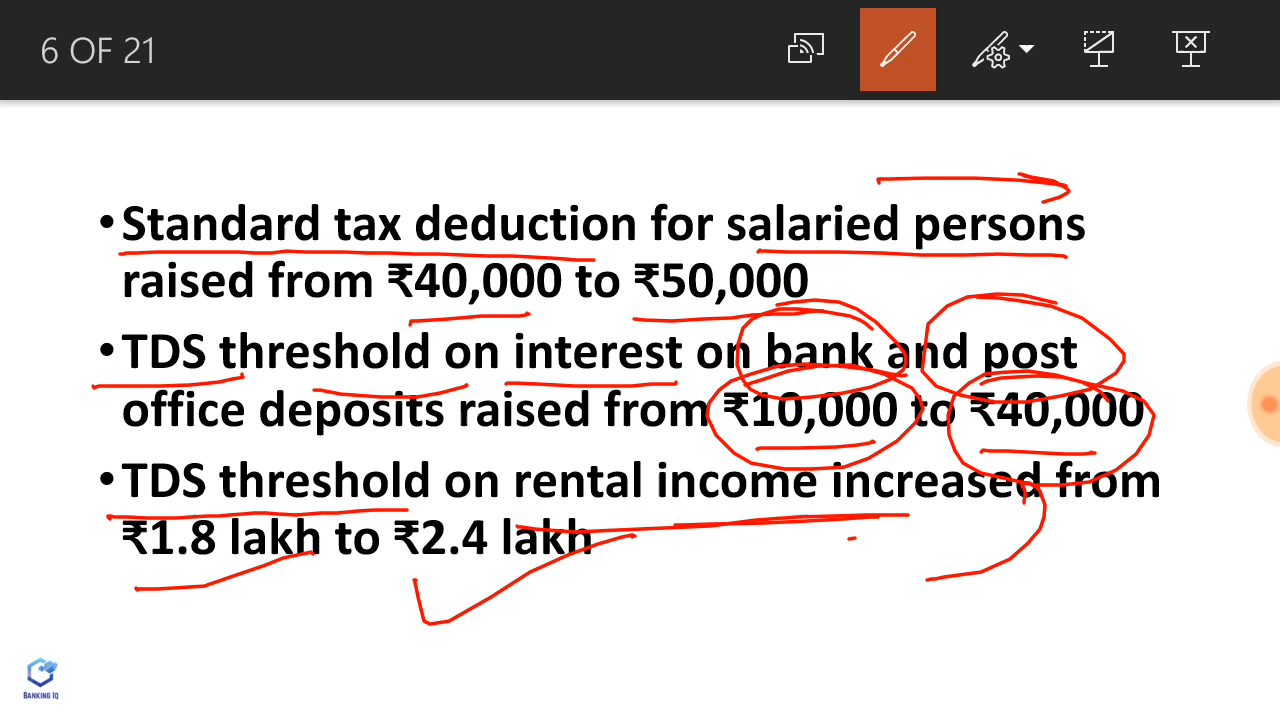 6 OF 21
•Standard tax deduction for salaried persons
raised from ₹40,000 to ₹50,000
•TDS threshold on interest on bank and post
office deposits raised from ₹10,000 to ₹40,000
•TDS threshold on rental income increased from
₹1.8 lakh to ₹2.4 lakh
BANKING IQ